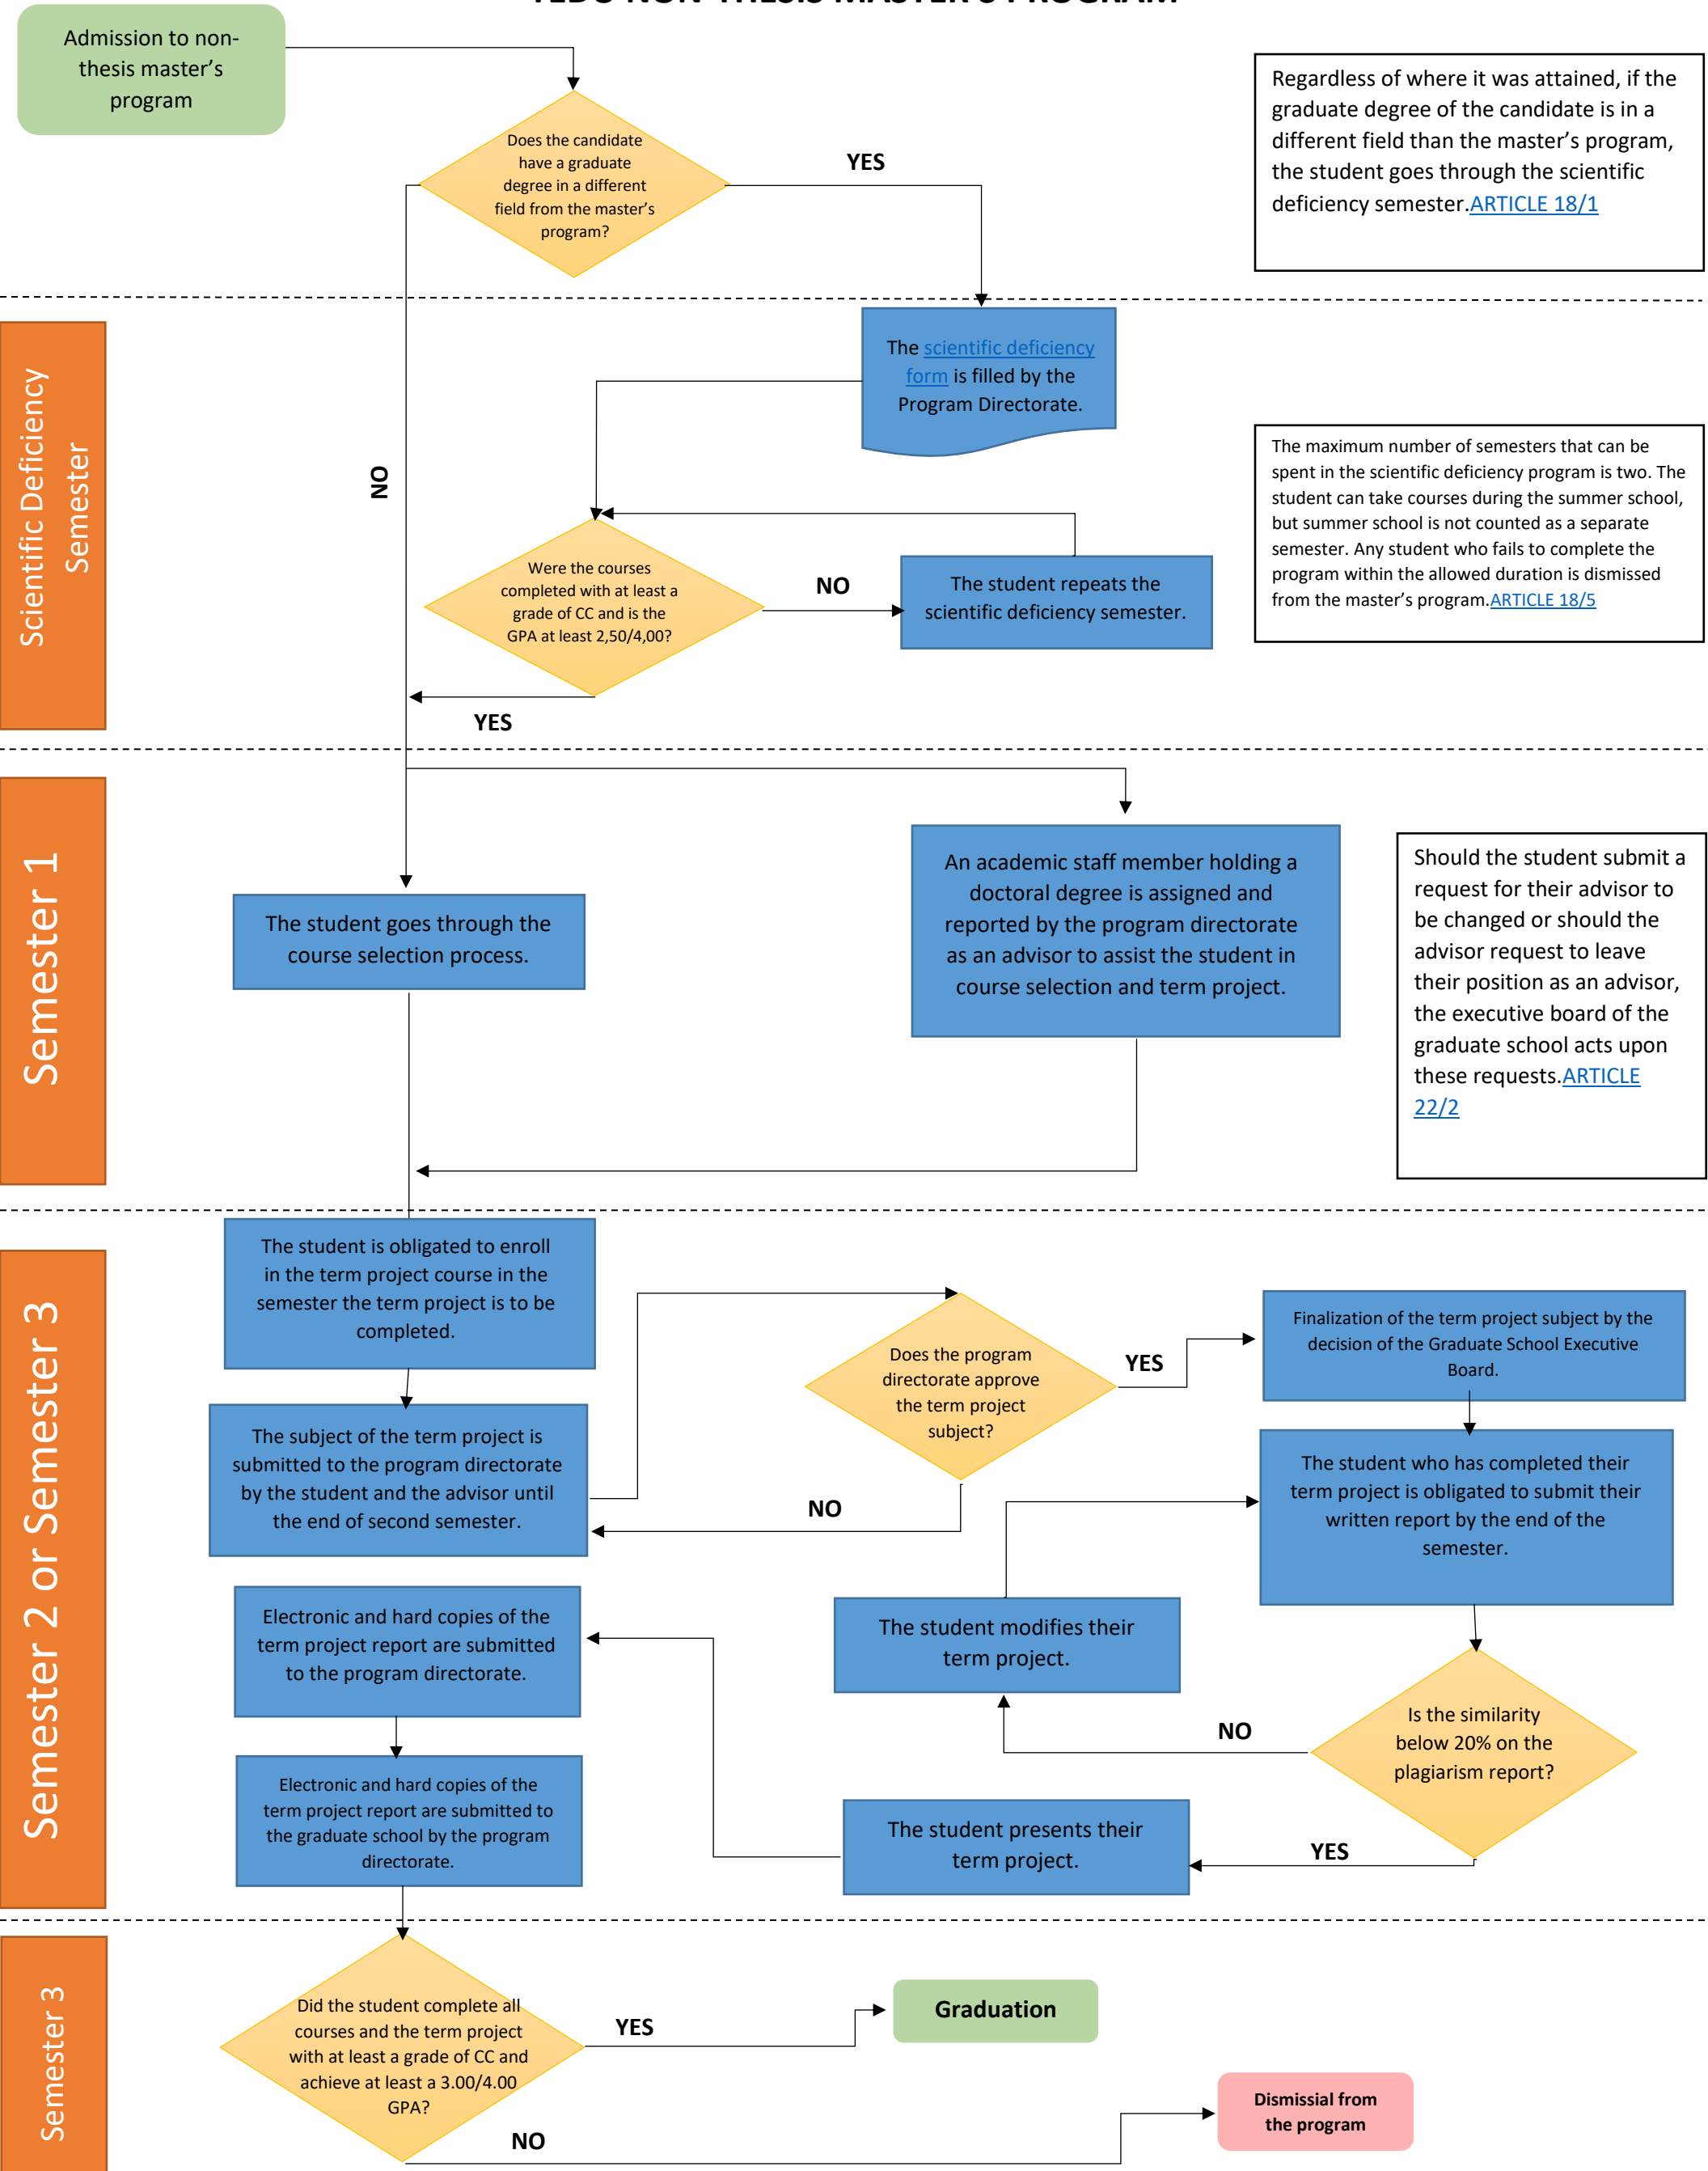 TEDU NON-THESIS MASTER'S PROGRAM
Admission to non-
thesis master's
program
Does the candidate
have a graduate
degree in a different
field from the master's
program?
YES
Regardless of where it was attained, if the
graduate degree of the candidate is in a
different field than the master's program,
the student goes through the scientific
deficiency semester.ARTICLE 18/1
Scientific Deficiency
Semester
NO
The scientific deficiency
form is filled by the
Program Directorate.
The maximum number of semesters that can be
spent in the scientific deficiency program is two. The
student can take courses during the summer school,
but summer school is not counted as a separate
semester. Any student who fails to complete the
program within the allowed duration is dismissed
from the master's program.ARTICLE 18/5
Were the courses
completed with at least a
grade of CC and is the
GPA at least 2,50/4,00?
NO
The student repeats the
scientific deficiency semester.
YES
Semester 1
The student goes through the
course selection process.
An academic staff member holding a
doctoral degree is assigned and
reported by the program directorate
as an advisor to assist the student in
course selection and term project.
Should the student submit a
request for their advisor to
be changed or should the
advisor request to leave
their position as an advisor,
the executive board of the
graduate school acts upon
these requests.ARTICLE
22/2
Semester 2 or Semester 3
The student is obligated to enroll
in the term project course in the
semester the term project is to be
completed.
The subject of the term project is
submitted to the program directorate
by the student and the advisor until
the end of second semester.
Does the program
directorate approve
the term project
subject?
YES
NO
Finalization of the term project subject by the
decision of the Graduate School Executive
Board.
The student who has completed their
term project is obligated to submit their
written report by the end of the
semester.
Is the similarity
below 20% on the
plagiarism report?
NO
The student modifies their
term project.
YES
The student presents their
term project.
Electronic and hard copies of the
term project report are submitted
to the program directorate.
Electronic and hard copies of the
term project report are submitted to
the graduate school by the program
directorate.
Semester 3
Did the student complete all
courses and the term project
with at least a grade of CC and
achieve at least a 3.00/4.00
GPA?
YES
Graduation
NO
Dismissial from
the program